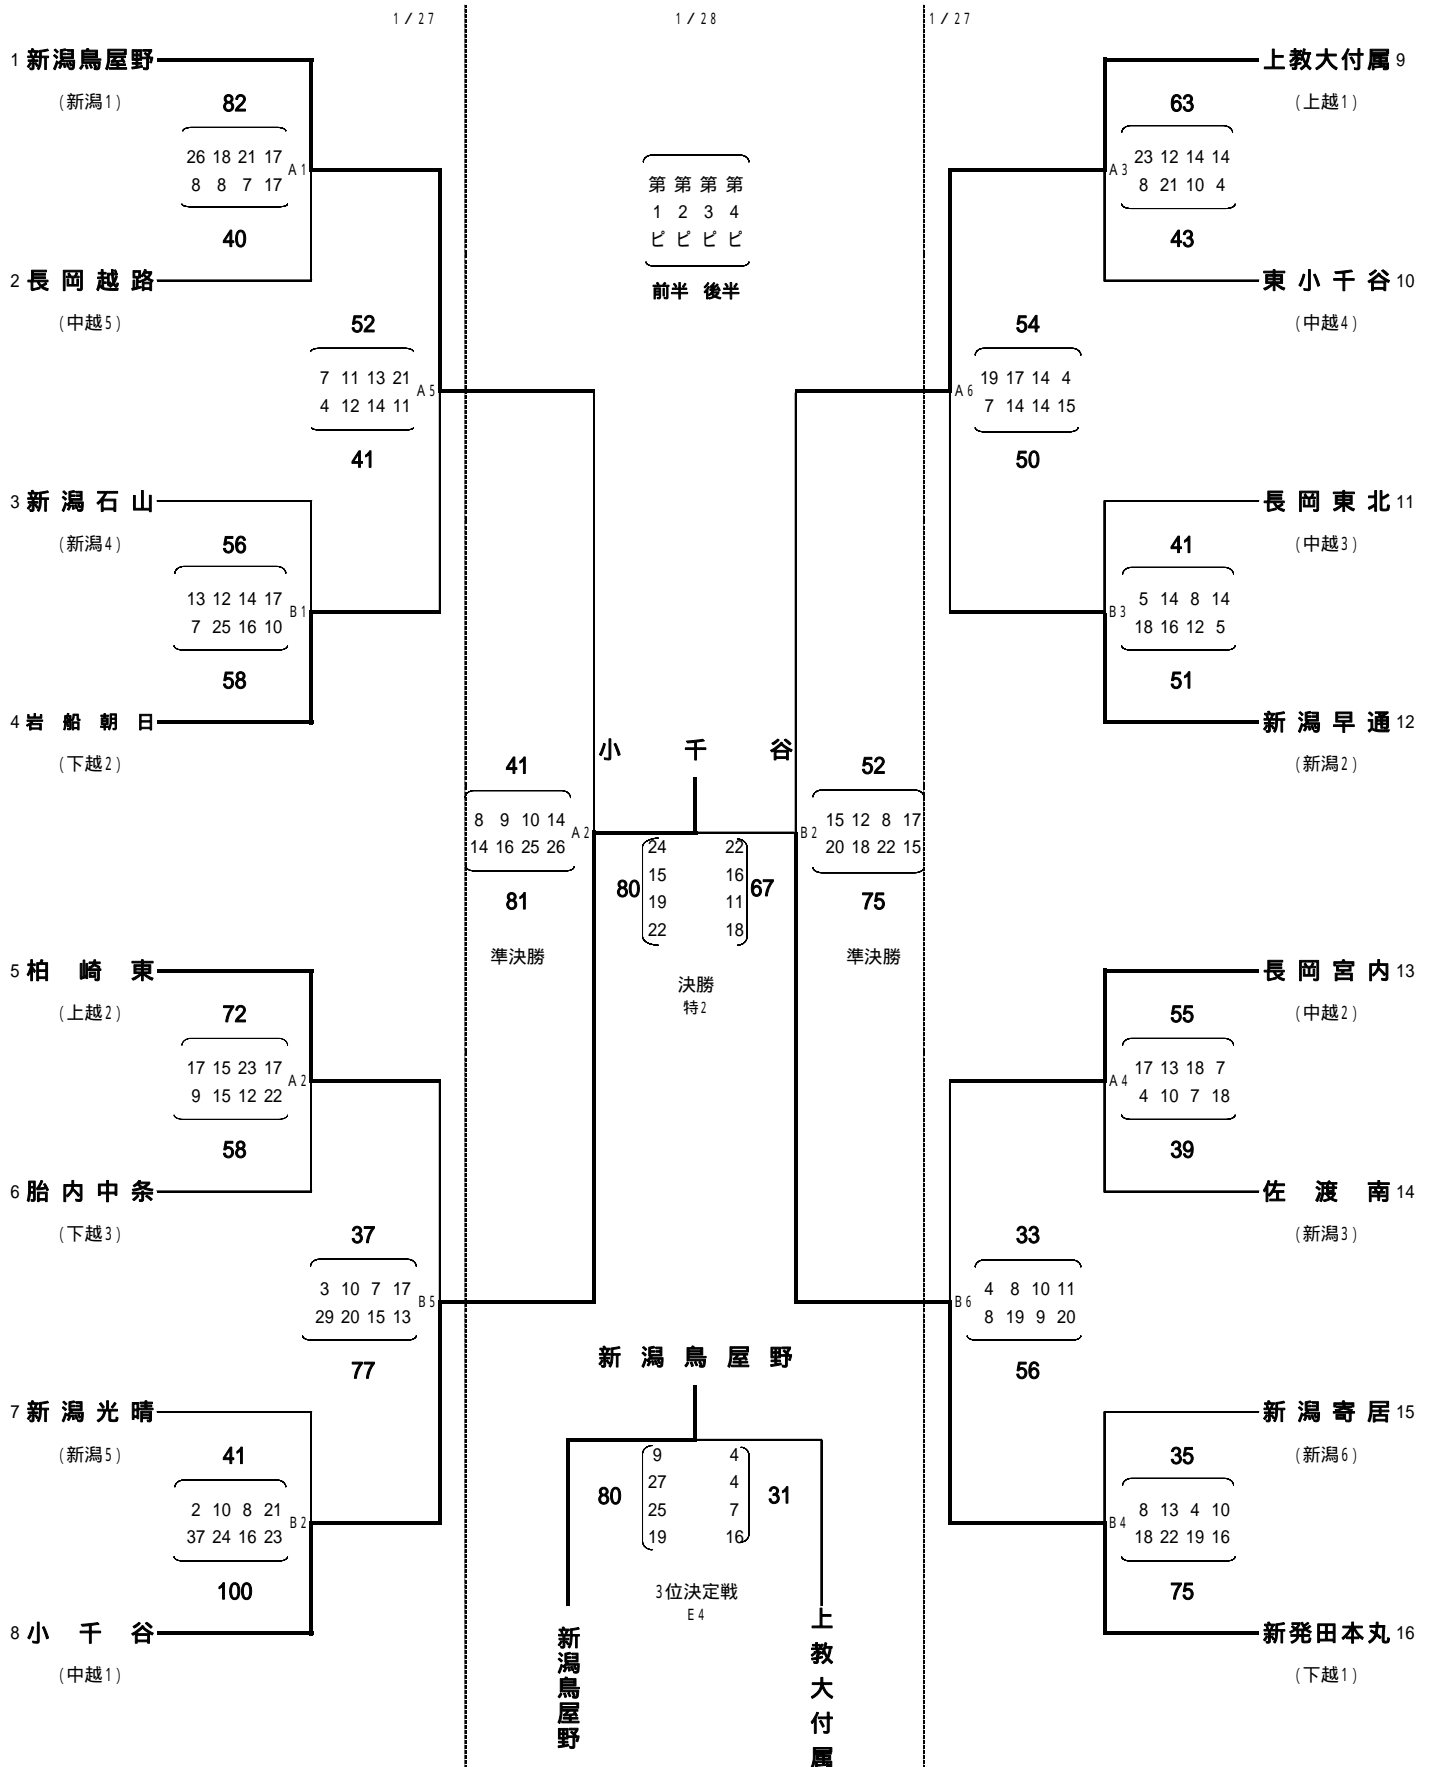 1/27
1/28
1/27
1 新潟鳥屋野
(新潟1)
82
26 18 21 17
A1
8 8 7 17
40
2 長岡越路
(中越5)
52
7 11 13 21
A5
4 12 14 11
41
3 新潟石山
(新潟4)
56
13 12 14 17
B1
7 25 16 10
58
4 岩船朝日
(下越2)
5 柏崎東
(上越2)
72
17 15 23 17
A2
9 15 12 22
58
6 胎内中条
(下越3)
37
3 10 7 17
B5
29 20 15 13
77
7 新潟光晴
(新潟5)
41
2 10 8 21
B2
37 24 16 23
100
8 小千谷
(中越1)
第 第 第 第
1 2 3 4
ピ ピ ピ ピ
前半 後半
41
8 9 10 14
A2
14 16 25 26
81
準決勝
小千谷
80
24 22
15 16
19 11
22 18
67
決勝
特2
52
B2
15 12 8 17
20 18 22 15
75
準決勝
新潟鳥屋野
80
9 4
27 4
25 7
19 16
31
3位決定戦
E4
新潟鳥屋野
上教大付属
上教大付属 9
(上越1)
63
A3
23 12 14 14
8 21 10 4
43
東小千谷 10
(中越4)
54
A6
19 17 14 4
7 14 14 15
50
長岡東北 11
(中越3)
41
B3
5 14 8 14
18 16 12 5
51
新潟早通 12
(新潟2)
長岡宮内 13
(中越2)
55
A4
17 13 18 7
4 10 7 18
39
佐渡南 14
(新潟3)
33
B6
4 8 10 11
8 19 9 20
56
新潟寄居 15
(新潟6)
35
B4
8 13 4 10
18 22 19 16
75
新発田本丸 16
(下越1)